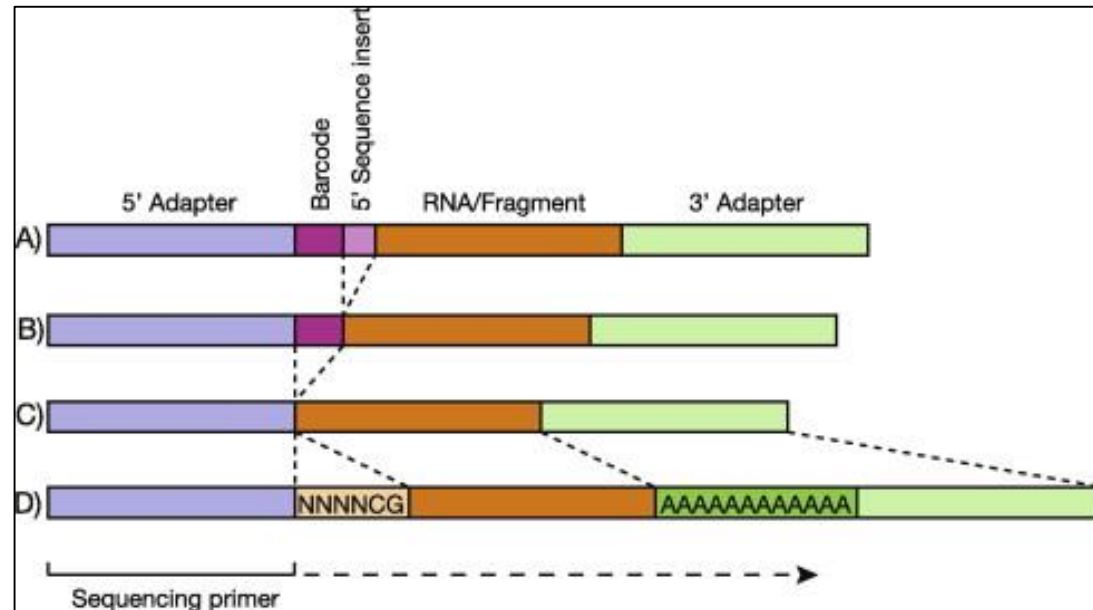 5' Adapter
Barcode
5' Sequence insert
RNA/Fragment
3' Adapter
A)
B)
C)
D)
NNNNCG
AAAAAAAAAAAA
Sequencing primer